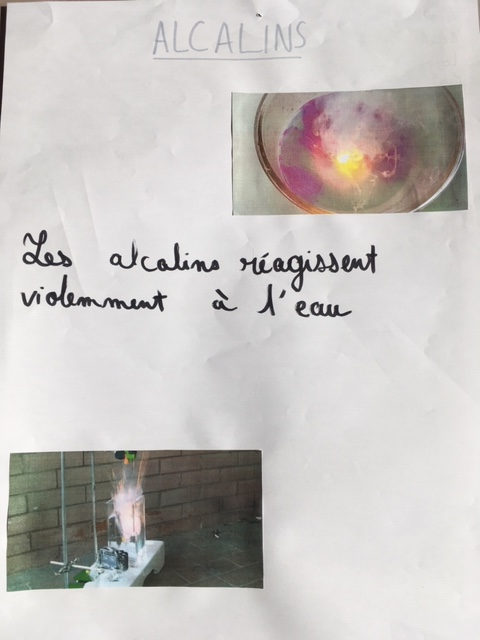 ALCALINS
Les alcalins réagissent
violemment à l'eau